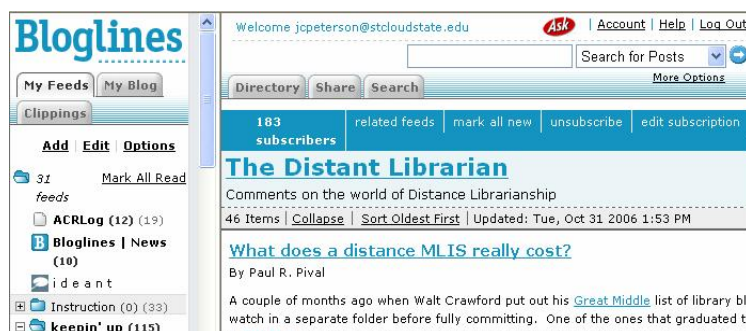 Bloglines
My Feeds
My Blog
Clippings
Add | Edit | Options
31 Mark All Read
feeds
ACRLog (12) (19)
Bloglines | News
(10)
ideant
Instruction (0) (33)
keepin' up (115)
Welcome jcpeterson@stcloudstate.edu
Ask | Account | Help | Log Out
Search for Posts
More Options
Directory
Share
Search
183
subscribers
related feeds | mark all new | unsubscribe | edit subscription
The Distant Librarian
Comments on the world of Distance Librarianship
46 Items | Collapse | Sort Oldest First | Updated: Tue, Oct 31 2006 1:53 PM
What does a distance MLIS really cost?
By Paul R. Pival
A couple of months ago when Walt Crawford put out his Great Middle list of library bl
watch in a separate folder before fully committing. One of the ones that graduated t